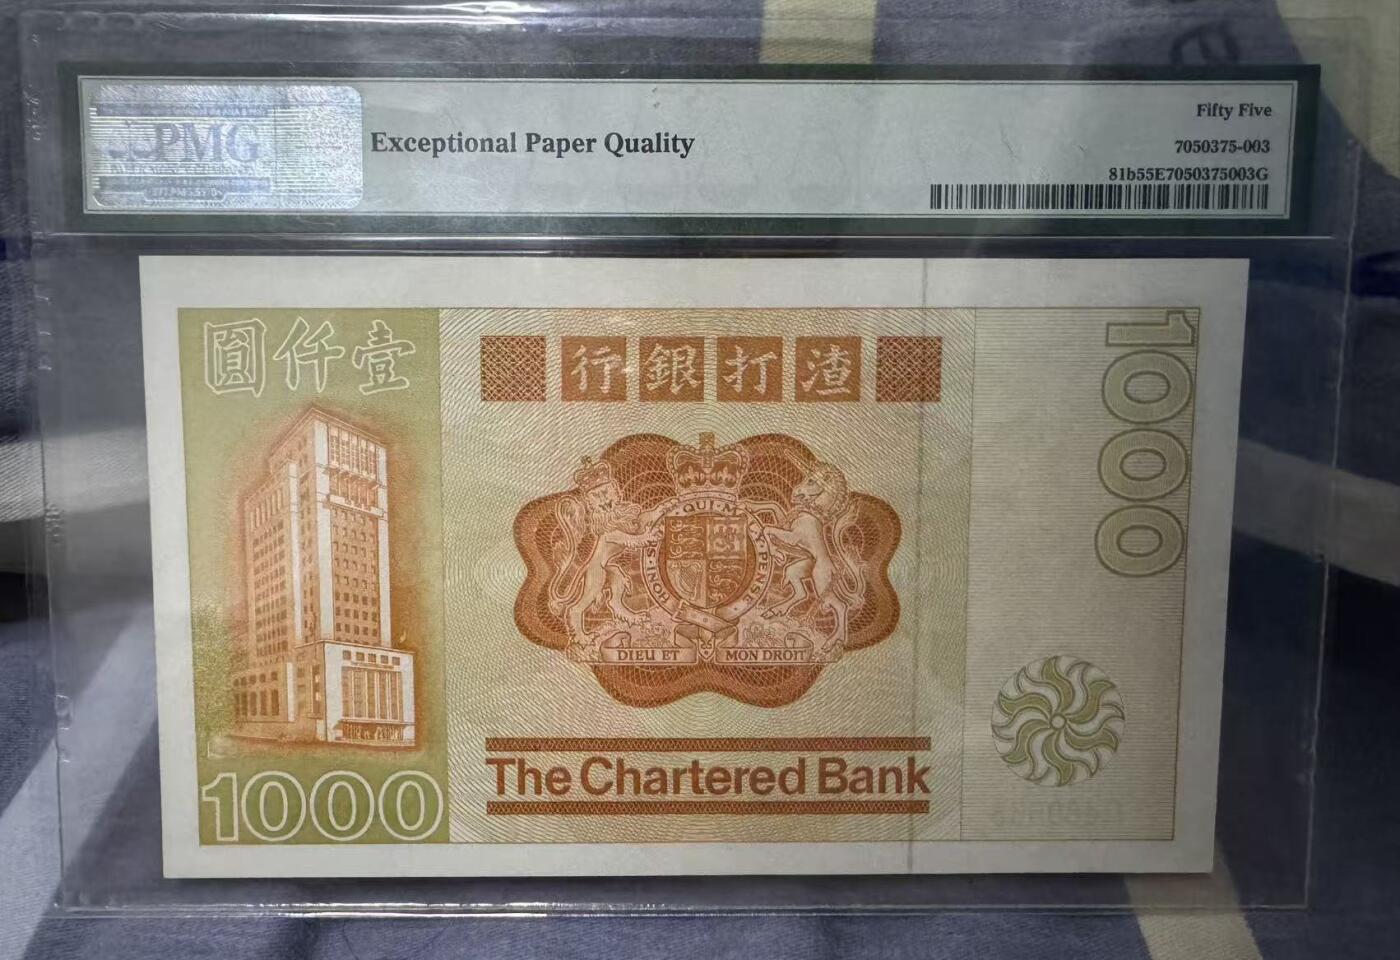 PMG
Exceptional Paper Quality
Fifty Five
7050375-003
81b55E7050375003G
圓仟壹
行銀打渣
1000
HONI·SOIT·QUI·MAL·Y·PENSE
DIEU ET MON DROIT
The Chartered Bank
1000